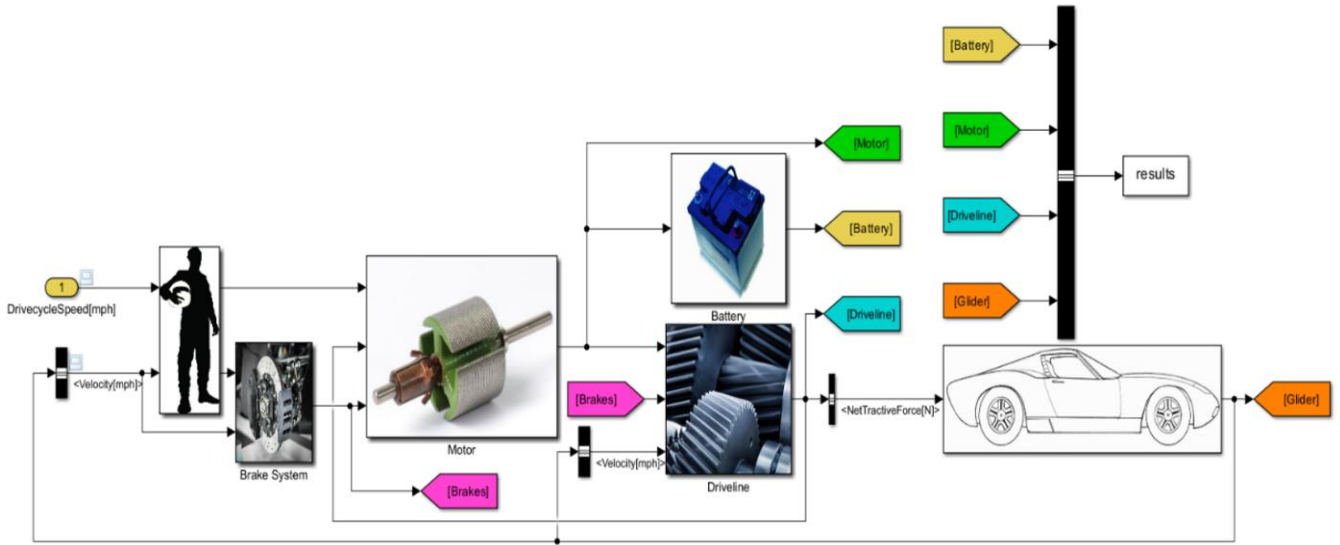 [Battery]
[Motor]
[Motor]
results
[Driveline]
[Battery]
1
DrivecycleSpeed[mph]
[Glider]
Battery
[Driveline]
<Velocity[mph]>
[Brakes]
<NetTractiveForce[N]>
[Glider]
Motor
<Velocity[mph]>
Brake System
[Brakes]
Driveline